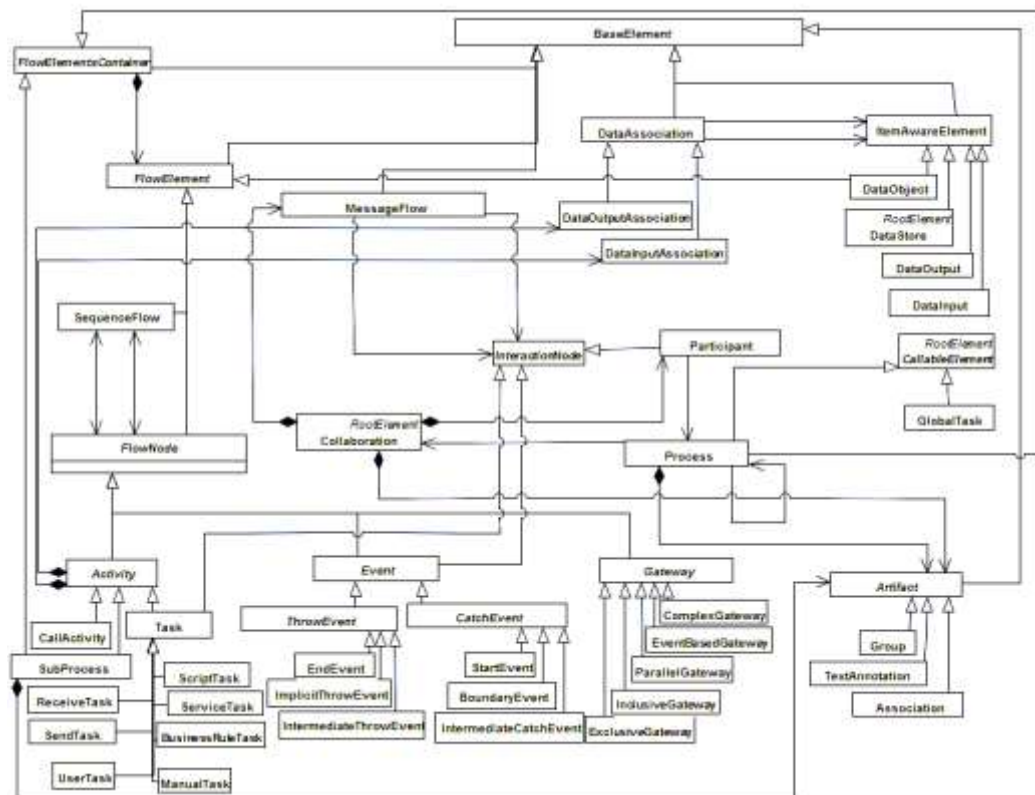 BaseElement
FlowElementsContainer
DataAssociation
ItemAwareElement
FlowElement
DataObject
MessageFlow
DataOutputAssociation
RootElement
DataStore
DataInputAssociation
DataOutput
DataInput
SequenceFlow
InteractionNode
Participant
RootElement
CallableElement
GlobalTask
RootElement
Collaboration
FlowNode
Process
Activity
Event
Gateway
Artifact
Task
ThrowEvent
CatchEvent
ComplexGateway
CallActivity
EventBasedGateway
Group
SubProcess
EndEvent
StartEvent
ParallelGateway
TextAnnotation
ScriptTask
ImplicitThrowEvent
BoundaryEvent
InclusiveGateway
Association
ReceiveTask
ServiceTask
IntermediateThrowEvent
IntermediateCatchEvent
ExclusiveGateway
SendTask
BusinessRuleTask
UserTask
ManualTask